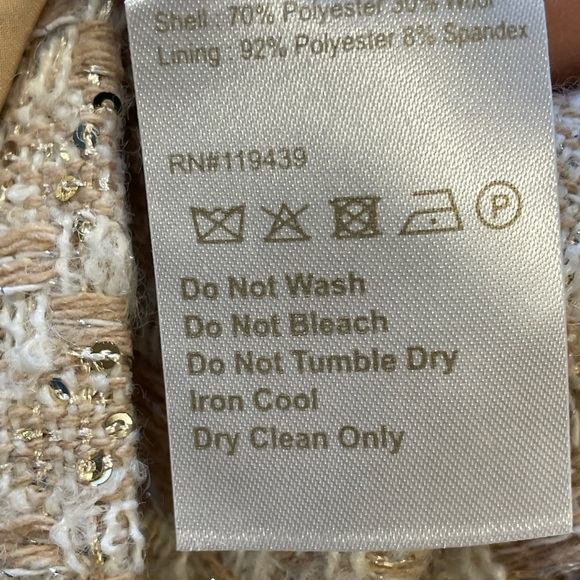 Shell : 70% Polyester 30% Wool
Lining : 92% Polyester 8% Spandex
RN#119439
P
Do Not Wash
Do Not Bleach
Do Not Tumble Dry
Iron Cool
Dry Clean Only